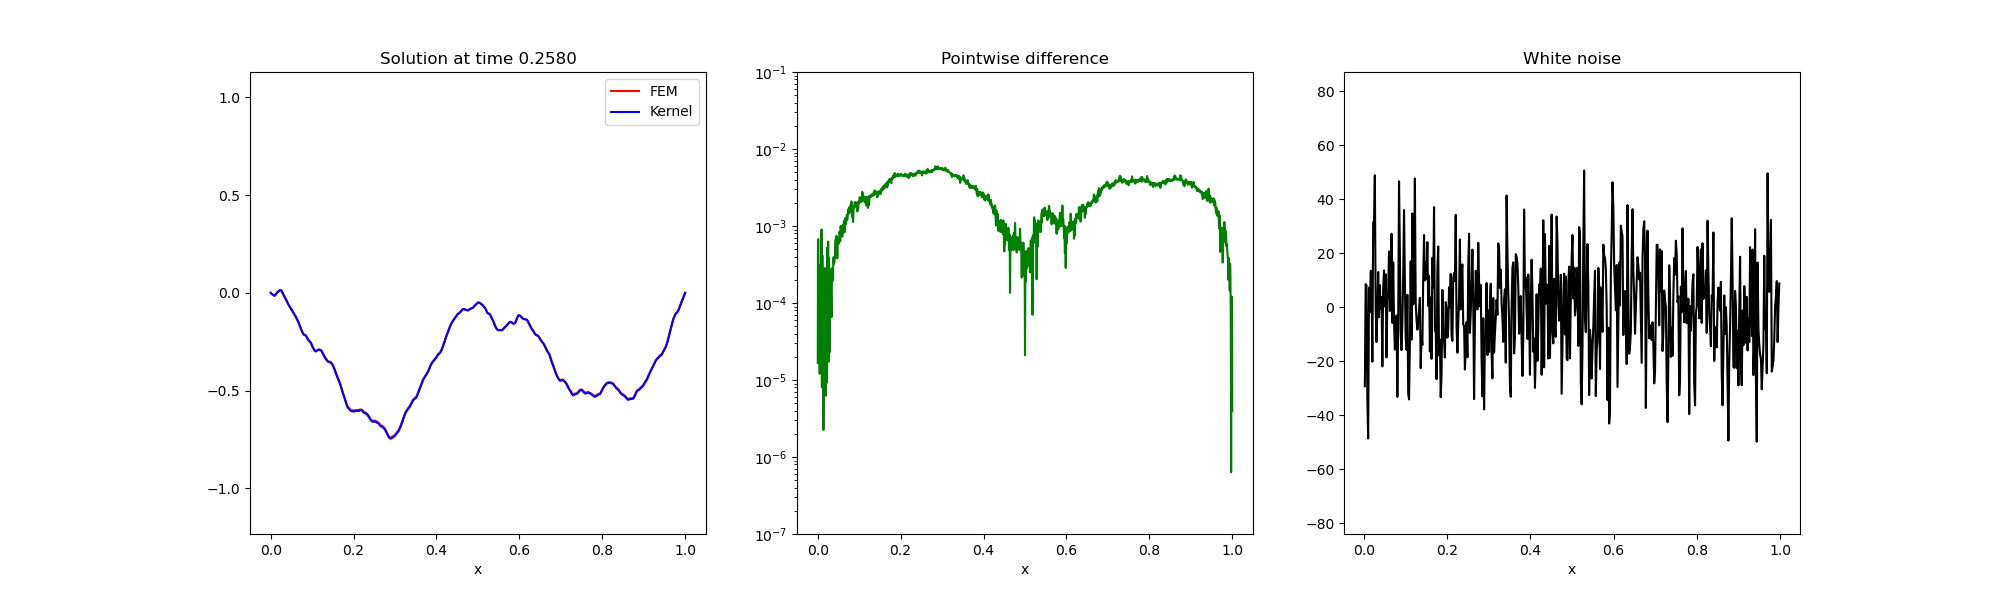 Solution at time 0.2580
FEM
Kernel
1.0
0.5
0.0
−0.5
−1.0
0.0 0.2 0.4 0.6 0.8 1.0
x
Pointwise difference
10⁻¹
10⁻²
10⁻³
10⁻⁴
10⁻⁵
10⁻⁶
10⁻⁷
0.0 0.2 0.4 0.6 0.8 1.0
x
White noise
80
60
40
20
0
−20
−40
−60
−80
0.0 0.2 0.4 0.6 0.8 1.0
x